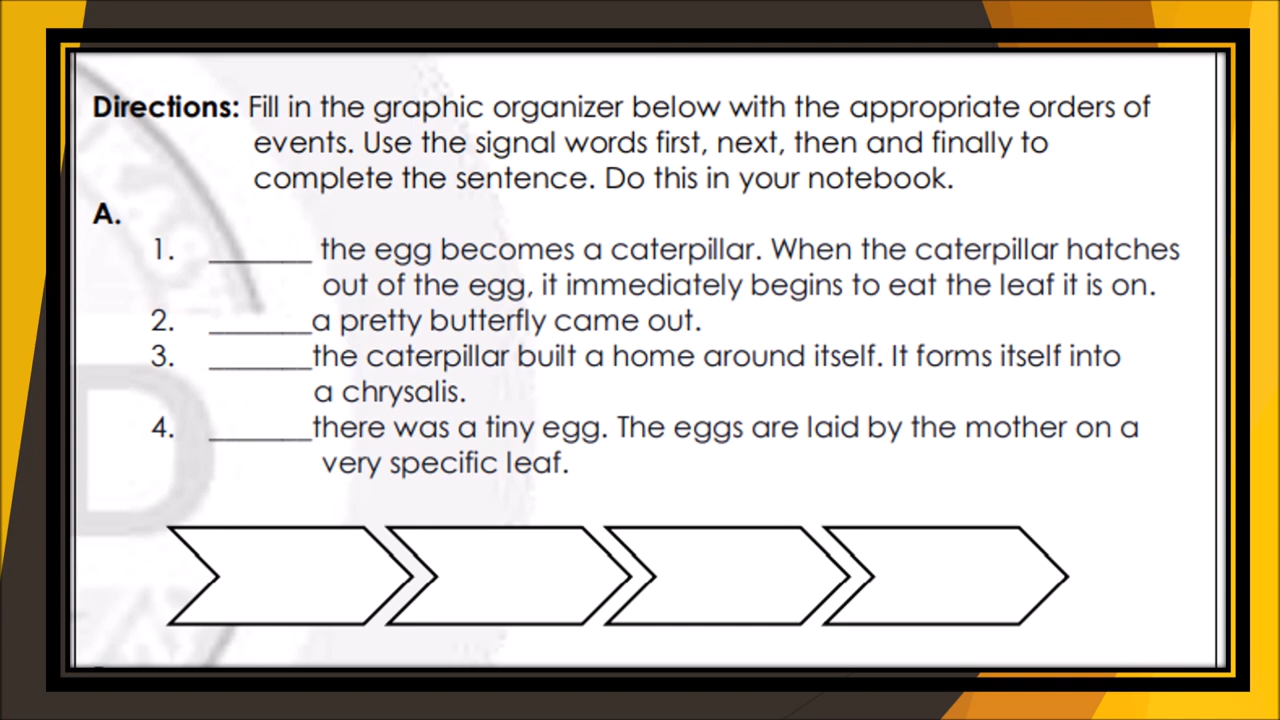 Directions: Fill in the graphic organizer below with the appropriate orders of
events. Use the signal words first, next, then and finally to
complete the sentence. Do this in your notebook.
A.
1. _______ the egg becomes a caterpillar. When the caterpillar hatches
out of the egg, it immediately begins to eat the leaf it is on.
2. _______a pretty butterfly came out.
3. _______the caterpillar built a home around itself. It forms itself into
a chrysalis.
4. _______there was a tiny egg. The eggs are laid by the mother on a
very specific leaf.